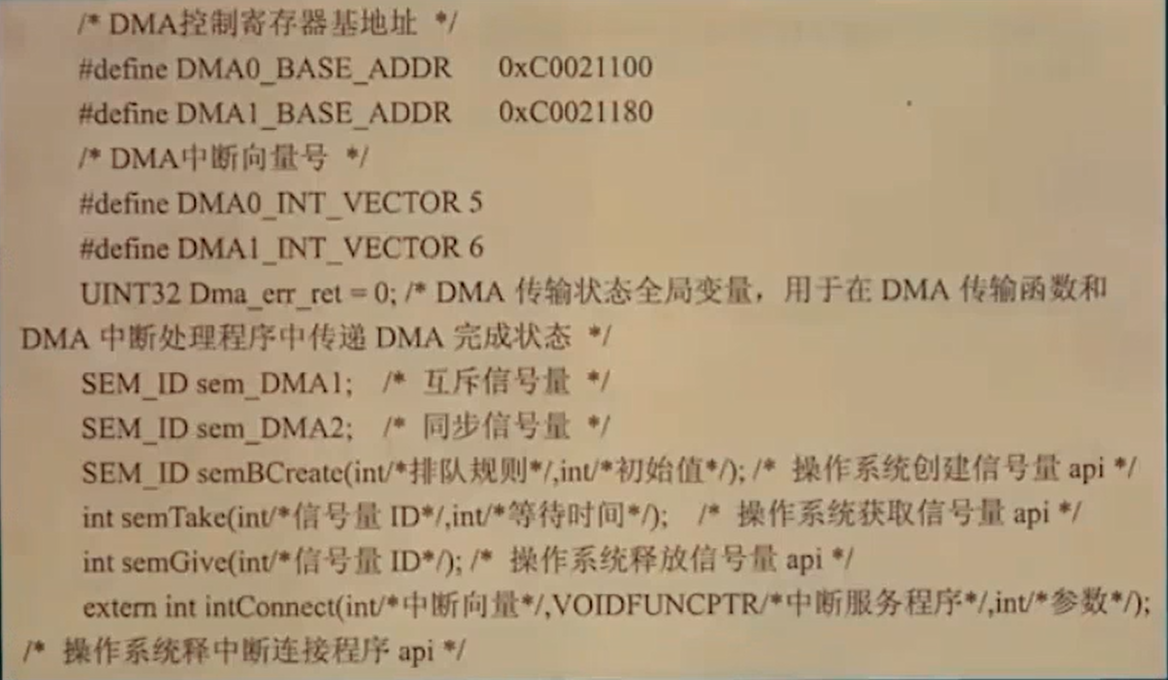 /* DMA控制寄存器基地址 */
#define DMA0_BASE_ADDR 0xC0021100
#define DMA1_BASE_ADDR 0xC0021180
/* DMA中断向量号 */
#define DMA0_INT_VECTOR 5
#define DMA1_INT_VECTOR 6
UINT32 Dma_err_ret = 0; /* DMA 传输状态全局变量，用于在 DMA 传输函数和
DMA 中断处理程序中传递 DMA 完成状态 */
SEM_ID sem_DMA1; /* 互斥信号量 */
SEM_ID sem_DMA2; /* 同步信号量 */
SEM_ID semBCreate(int/*排队规则*/,int/*初始值*/); /* 操作系统创建信号量 api */
int semTake(int/*信号量 ID*/,int/*等待时间*/); /* 操作系统获取信号量 api */
int semGive(int/*信号量 ID*/); /* 操作系统释放信号量 api */
extern int intConnect(int/*中断向量*/,VOIDFUNCPTR/*中断服务程序*/,int/*参数*/);
/* 操作系统释中断连接程序 api */